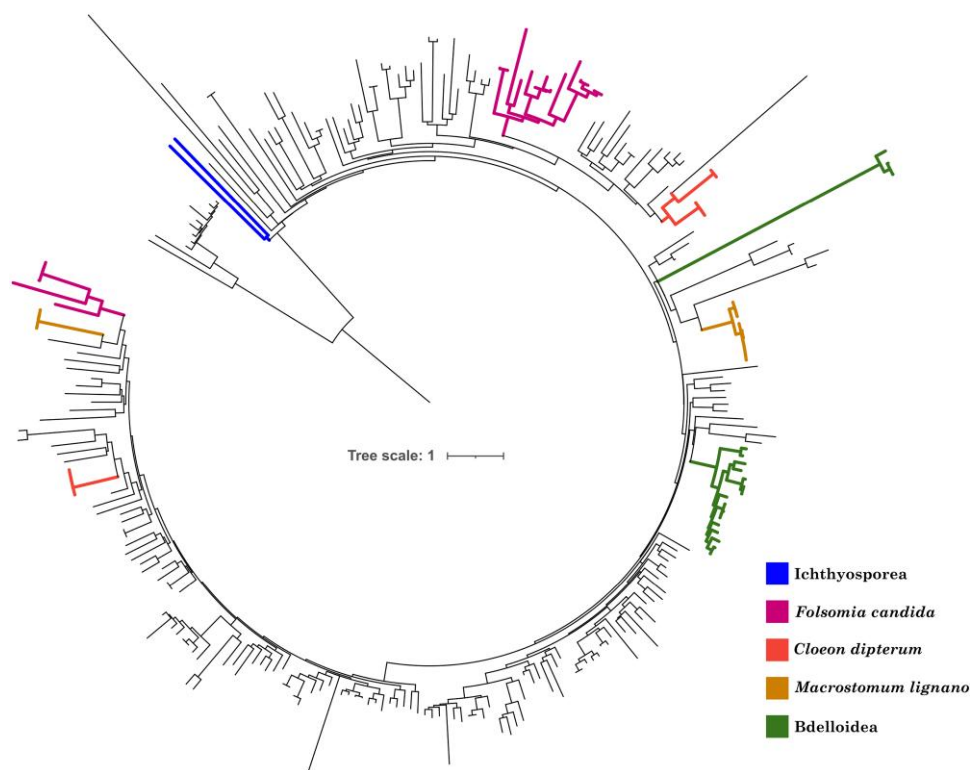 Tree scale: 1
Ichthyosporea
Folsomia candida
Cloeon dipterum
Macrostomum lignano
Bdelloidea